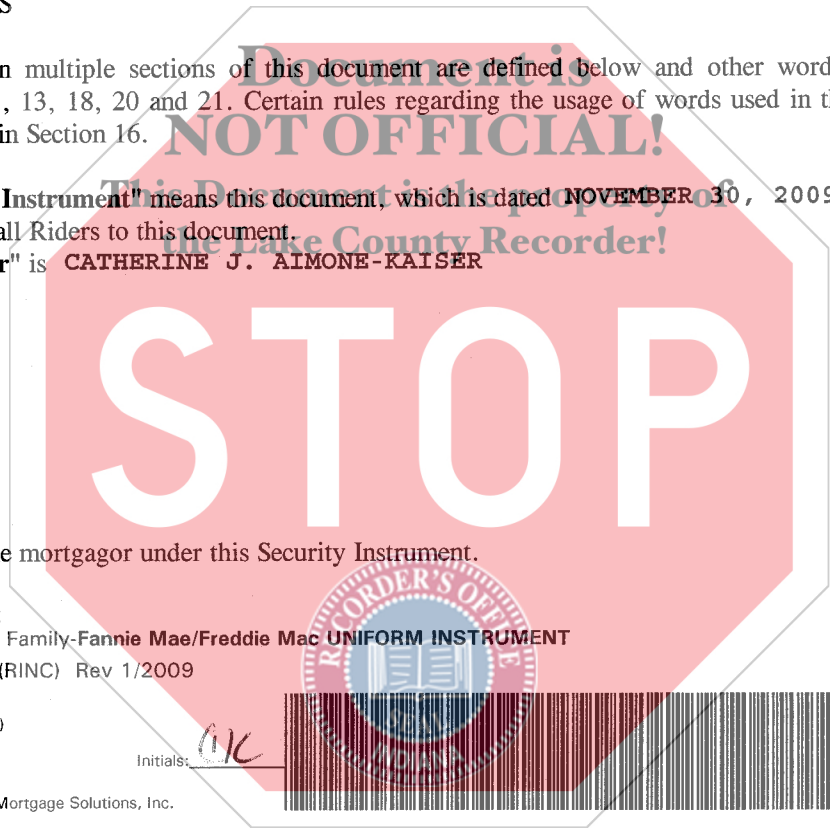 S
n multiple sections of this document are defined below and other word
, 13, 18, 20 and 21. Certain rules regarding the usage of words used in t
in Section 16.
Document is
NOT OFFICIAL!
This Document is the property of
the Lake County Recorder!
Instrument" means this document, which is dated NOVEMBER 30, 2009
all Riders to this document.
r" is CATHERINE J. AIMONE-KAISER
STOP
e mortgagor under this Security Instrument.
RECORDER'S OFFICE
SEAL
INDIANA
Family-Fannie Mae/Freddie Mac UNIFORM INSTRUMENT
(RINC) Rev 1/2009
)
Initials:
Mortgage Solutions, Inc.